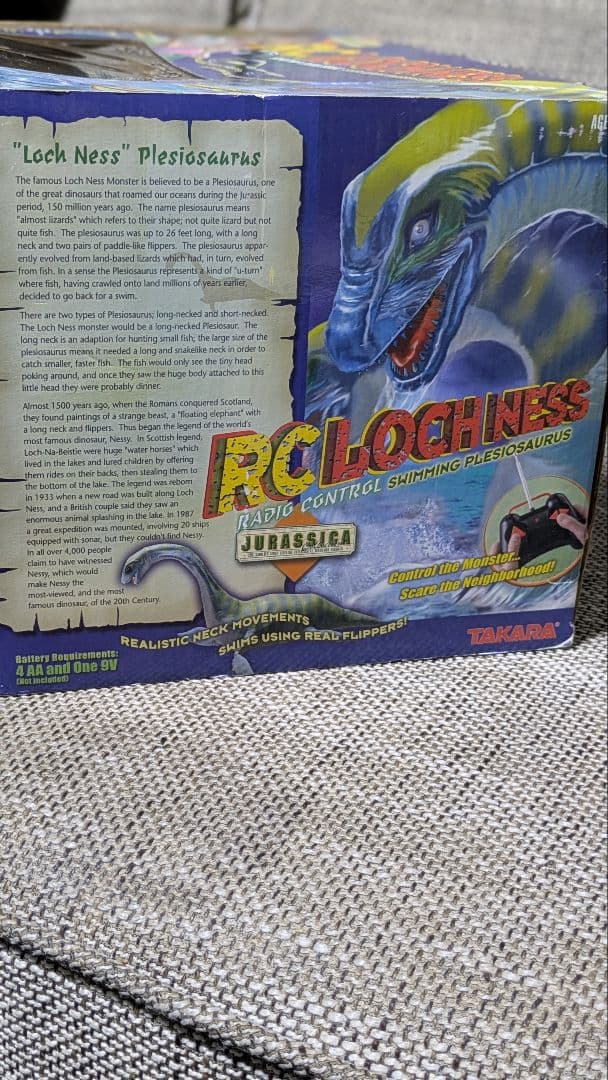 "Loch Ness" Plesiosaurus
The famous Loch Ness Monster is believed to be a Plesiosaurus, one
of the great dinosaurs that roamed our oceans during the Jurassic
period, 150 million years ago. The name plesiosaurus means
"almost lizards" which refers to their shape; not quite lizard but not
quite fish. The plesiosaurus was up to 26 feet long, with a long
neck and two pairs of paddle-like flippers. The plesiosaurus appar-
ently evolved from land-based lizards which had, in turn, evolved
from fish. In a sense the Plesiosaurus represents a kind of "u-turn"
where fish, having crawled onto land millions of years earlier,
decided to go back for a swim.
There are two types of Plesiosaurus; long-necked and short-necked.
The Loch Ness monster would be a long-necked Plesiosaur. The
long neck is an adaption for hunting small fish; the large size of the
plesiosaurus means it needed a long and snakelike neck in order to
catch smaller, faster fish. The fish would only see the tiny head
poking around, and once they saw the huge body attached to this
little head they were probably dinner.
Almost 1500 years ago, when the Romans conquered Scotland,
they found paintings of a strange beast, a "floating elephant" with
a long neck and flippers. Thus began the legend of the world's
most famous dinosaur, Nessy. In Scottish legend,
Loch-Na-Beistie were huge "water horses" which
lived in the lakes and lured children by offering
them rides on their backs, then stealing them to
the bottom of the lake. The legend was reborn
in 1933 when a new road was built along Loch
Ness, and a British couple said they saw an
enormous animal splashing in the lake. In 1987
a great expedition was mounted, involving 20 ships
equipped with sonar, but they couldn't find Nessy.
In all over 4,000 people
claim to have witnessed
Nessy, which would
make Nessy the
most-viewed, and the most
famous dinosaur, of the 20th Century.
AGE
RC LOCH NESS
RADIO CONTROL SWIMMING PLESIOSAURUS
JURASSICA
Control the Monster...
Scare the Neighborhood!
REALISTIC NECK MOVEMENTS
SWIMS USING REAL FLIPPERS!
TAKARA
Battery Requirements:
4 AA and One 9V
(Not Included)